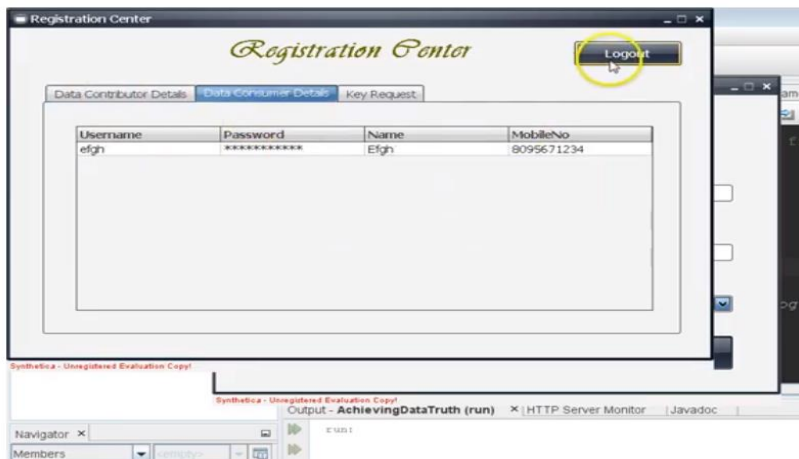 Registration Center
Registration Center
Logout
Data Contributor Details Data Consumer Details Key Request
Username Password Name MobileNo
efgh *********** Efgh 8095671234
Synthetica - Unregistered Evaluation Copy!
Synthetica - Unregistered Evaluation Copy!
Output - AchievingDataTruth (run) × HTTP Server Monitor Javadoc
Navigator × run:
Members <empty>